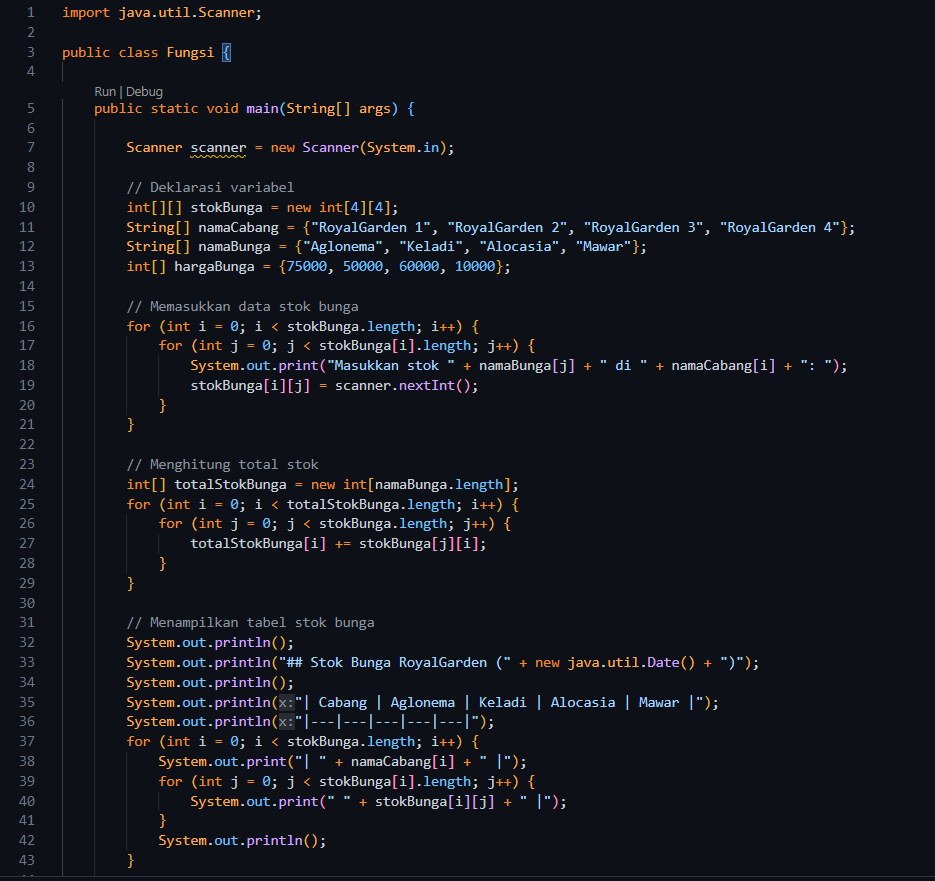 1 import java.util.Scanner;
2
3 public class Fungsi {
4
Run | Debug
5 public static void main(String[] args) {
6
7 Scanner scanner = new Scanner(System.in);
8
9 // Deklarasi variabel
10 int[][] stokBunga = new int[4][4];
11 String[] namaCabang = {"RoyalGarden 1", "RoyalGarden 2", "RoyalGarden 3", "RoyalGarden 4"};
12 String[] namaBunga = {"Aglonema", "Keladi", "Alocasia", "Mawar"};
13 int[] hargaBunga = {75000, 50000, 60000, 10000};
14
15 // Memasukkan data stok bunga
16 for (int i = 0; i < stokBunga.length; i++) {
17 for (int j = 0; j < stokBunga[i].length; j++) {
18 System.out.print("Masukkan stok " + namaBunga[j] + " di " + namaCabang[i] + ": ");
19 stokBunga[i][j] = scanner.nextInt();
20 }
21 }
22
23 // Menghitung total stok
24 int[] totalStokBunga = new int[namaBunga.length];
25 for (int i = 0; i < totalStokBunga.length; i++) {
26 for (int j = 0; j < stokBunga.length; j++) {
27 totalStokBunga[i] += stokBunga[j][i];
28 }
29 }
30
31 // Menampilkan tabel stok bunga
32 System.out.println();
33 System.out.println("## Stok Bunga RoyalGarden (" + new java.util.Date() + ")");
34 System.out.println();
35 System.out.println(x:"| Cabang | Aglonema | Keladi | Alocasia | Mawar |");
36 System.out.println(x:"|---|---|---|---|---|");
37 for (int i = 0; i < stokBunga.length; i++) {
38 System.out.print("| " + namaCabang[i] + " |");
39 for (int j = 0; j < stokBunga[i].length; j++) {
40 System.out.print(" " + stokBunga[i][j] + " |");
41 }
42 System.out.println();
43 }